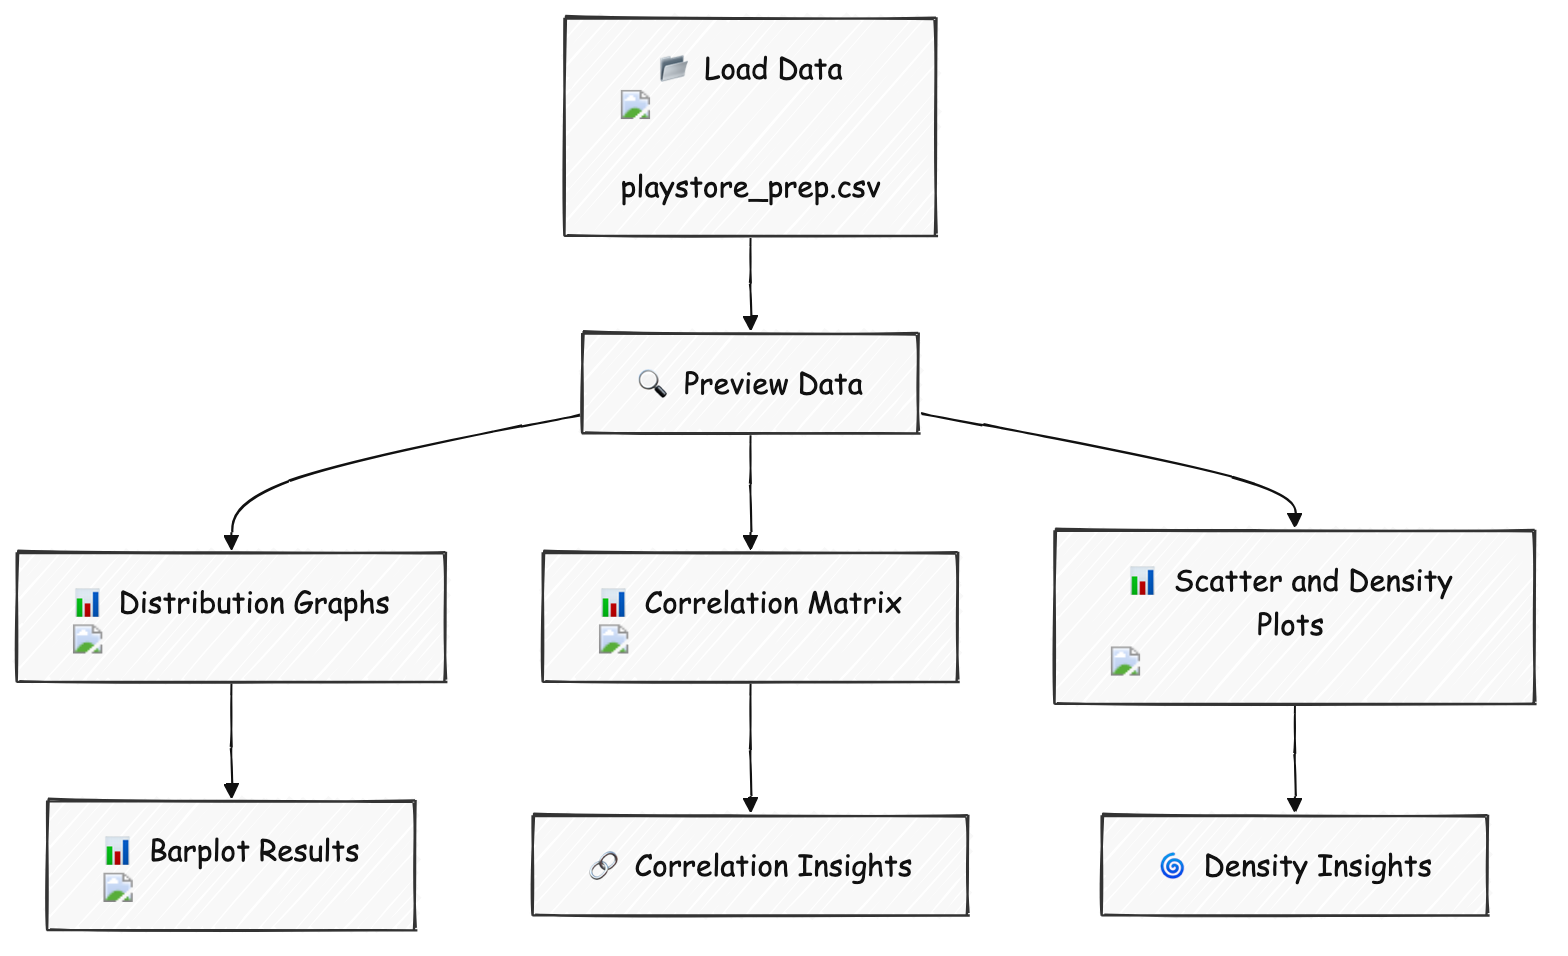 Load Data
playstore_prep.csv
Preview Data
Distribution Graphs
Correlation Matrix
Scatter and Density
Plots
Barplot Results
Correlation Insights
Density Insights